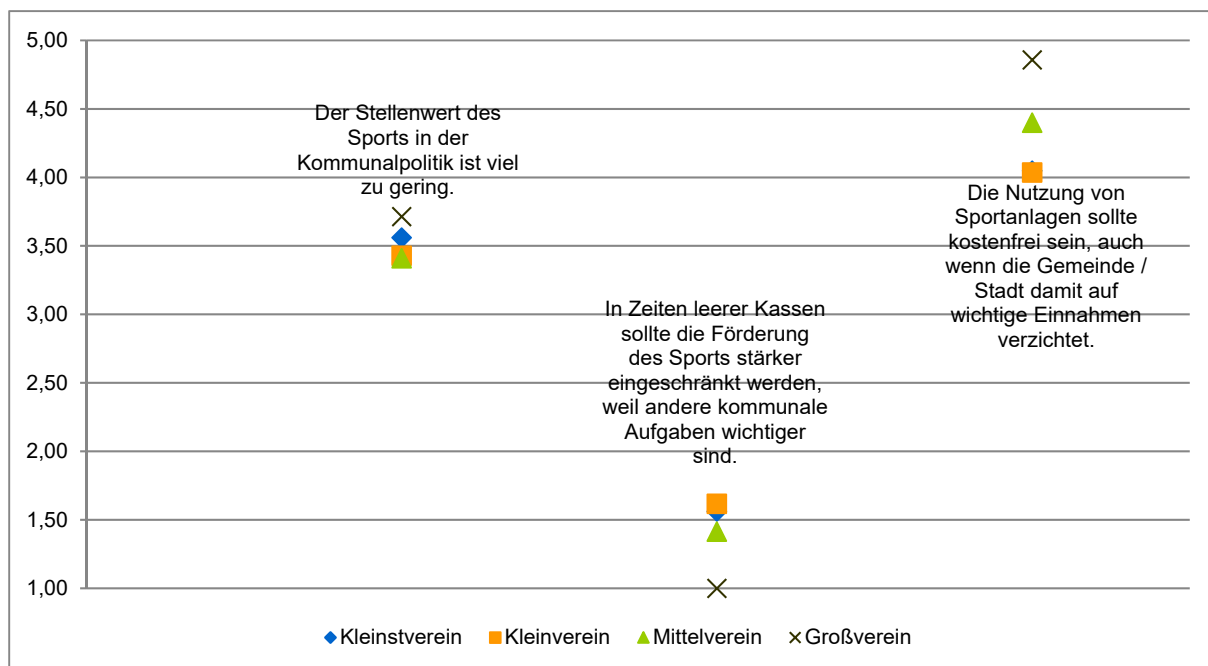 5,00
4,50
4,00
3,50
3,00
2,50
2,00
1,50
1,00
Der Stellenwert des
Sports in der
Kommunalpolitik ist viel
zu gering.
In Zeiten leerer Kassen
sollte die Förderung
des Sports stärker
eingeschränkt werden,
weil andere kommunale
Aufgaben wichtiger
sind.
Die Nutzung von
Sportanlagen sollte
kostenfrei sein, auch
wenn die Gemeinde /
Stadt damit auf
wichtige Einnahmen
verzichtet.
Kleinstverein Kleinverein Mittelverein Großverein